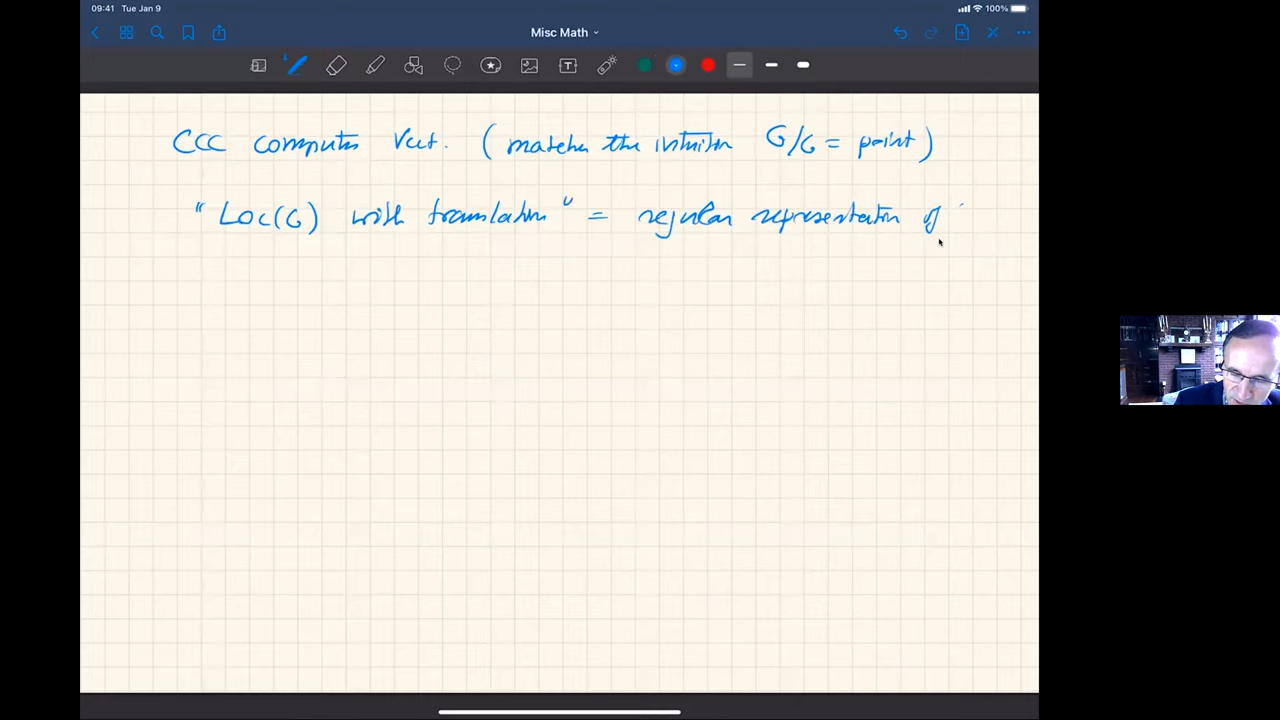 09:41 Tue Jan 9
100%
Misc Math
CCC computes Vect. (matches the intuition G/G = point)
"Loc(G) with translation" = regular representation of